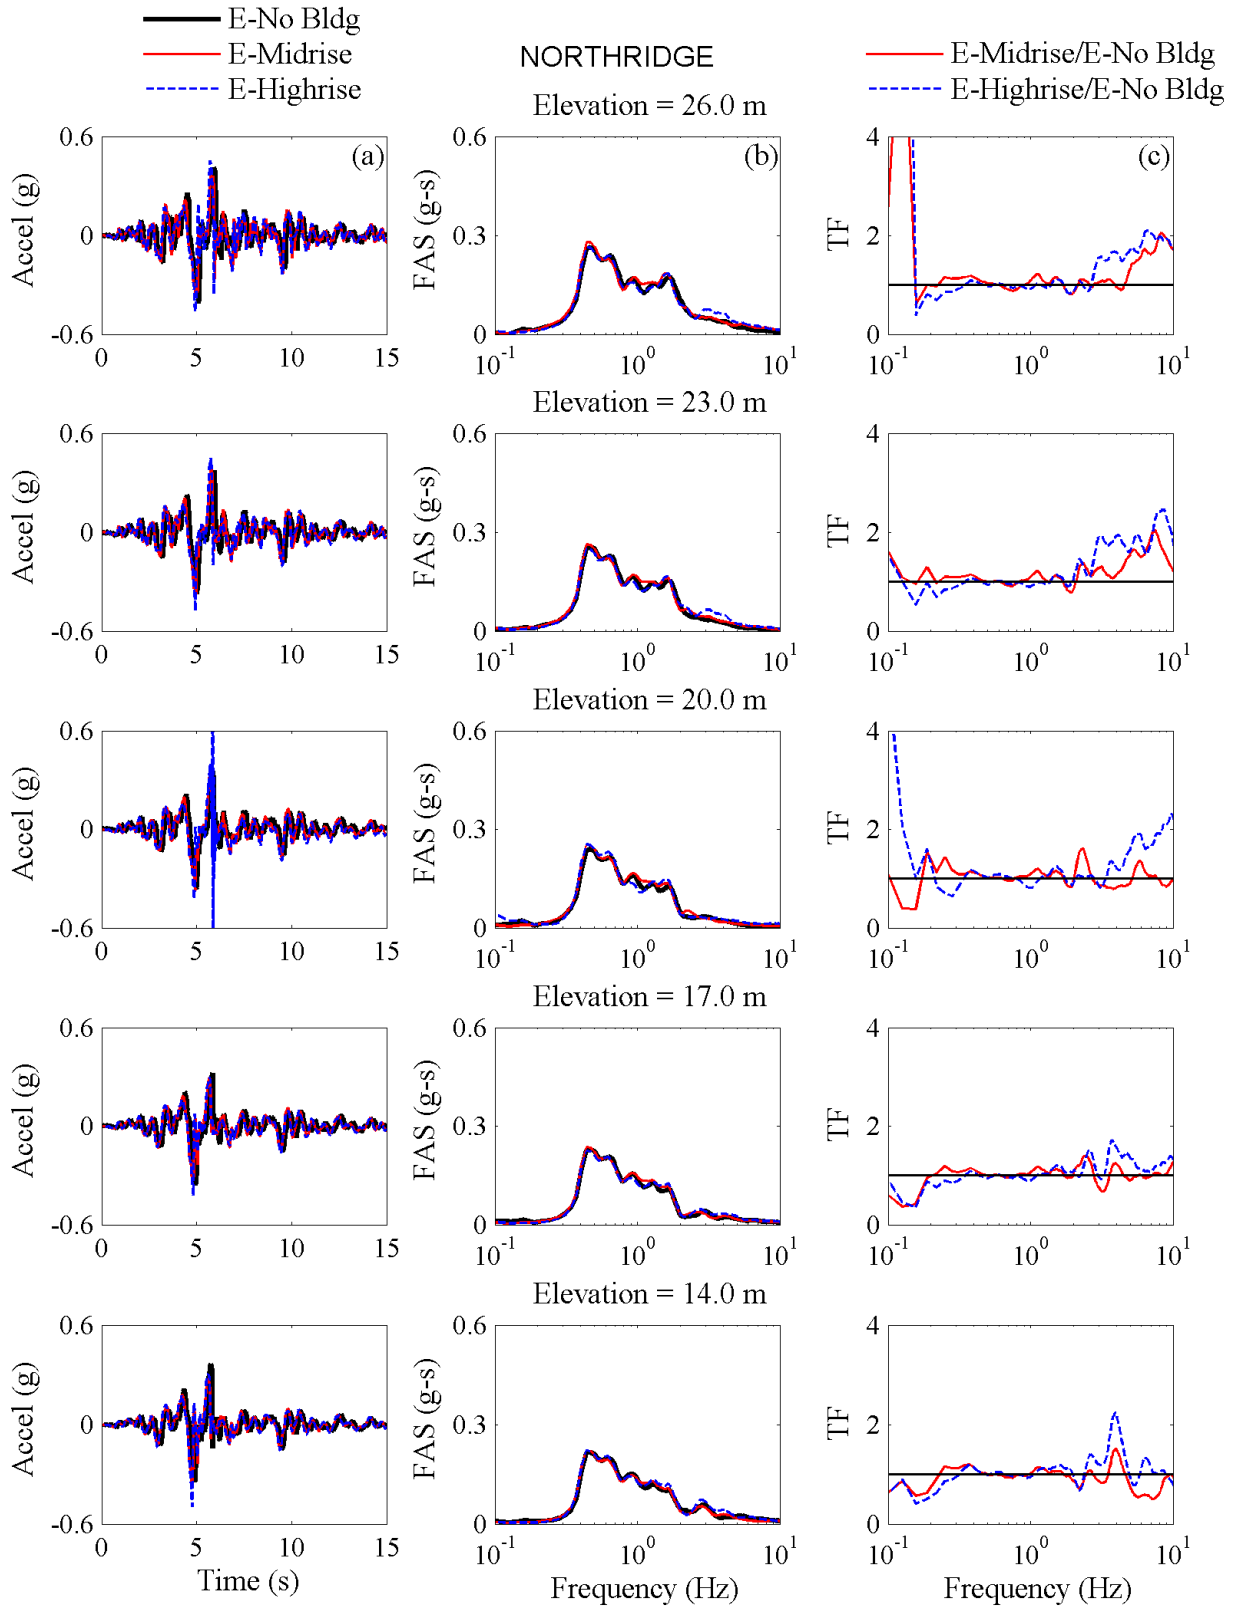 E-No Bldg
E-Midrise
E-Highrise
NORTHRIDGE
E-Midrise/E-No Bldg
E-Highrise/E-No Bldg
Elevation = 26.0 m
Accel (g)
0.6
0
-0.6
0 5 10 15
(a)
FAS (g-s)
0.6
0.3
0
10^-1 10^0 10^1
(b)
TF
4
2
0
10^-1 10^0 10^1
(c)
Elevation = 23.0 m
Accel (g)
0.6
0
-0.6
0 5 10 15
FAS (g-s)
0.6
0.3
0
10^-1 10^0 10^1
TF
4
2
0
10^-1 10^0 10^1
Elevation = 20.0 m
Accel (g)
0.6
0
-0.6
0 5 10 15
FAS (g-s)
0.6
0.3
0
10^-1 10^0 10^1
TF
4
2
0
10^-1 10^0 10^1
Elevation = 17.0 m
Accel (g)
0.6
0
-0.6
0 5 10 15
FAS (g-s)
0.6
0.3
0
10^-1 10^0 10^1
TF
4
2
0
10^-1 10^0 10^1
Elevation = 14.0 m
Accel (g)
0.6
0
-0.6
0 5 10 15
Time (s)
FAS (g-s)
0.6
0.3
0
10^-1 10^0 10^1
Frequency (Hz)
TF
4
2
0
10^-1 10^0 10^1
Frequency (Hz)